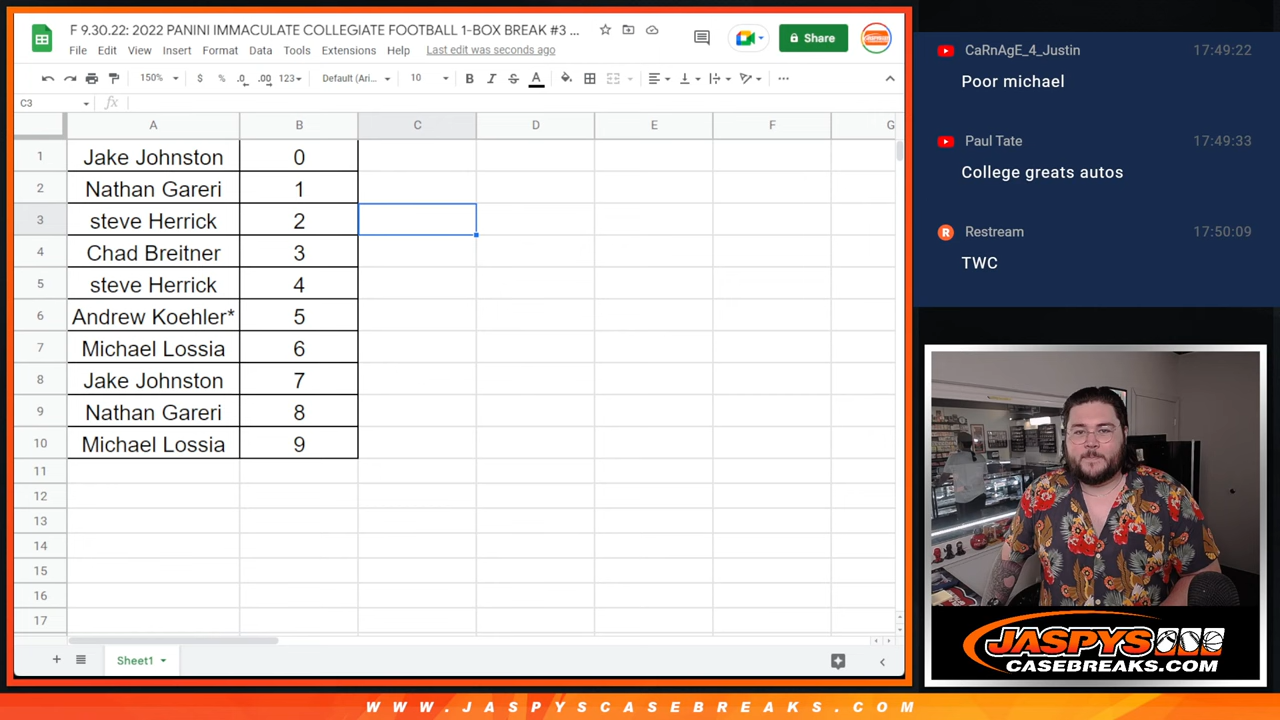 F 9.30.22: 2022 PANINI IMMACULATE COLLEGIATE FOOTBALL 1-BOX BREAK #3 ...
Share
File Edit View Insert Format Data Tools Extensions Help Last edit was seconds ago
150% $ % .0 .00 123 Default (Ari... 10 B I S A
C3 fx
A B C D E F G
1 Jake Johnston 0
2 Nathan Gareri 1
3 steve Herrick 2
4 Chad Breitner 3
5 steve Herrick 4
6 Andrew Koehler* 5
7 Michael Lossia 6
8 Jake Johnston 7
9 Nathan Gareri 8
10 Michael Lossia 9
11
12
13
14
15
16
17
Sheet1
CaRnAgE_4_Justin 17:49:22
Poor michael
Paul Tate 17:49:33
College greats autos
R Restream 17:50:09
TWC
JASPYS
CASEBREAKS.COM
WWW.JASPYSCASEBREAKS.COM